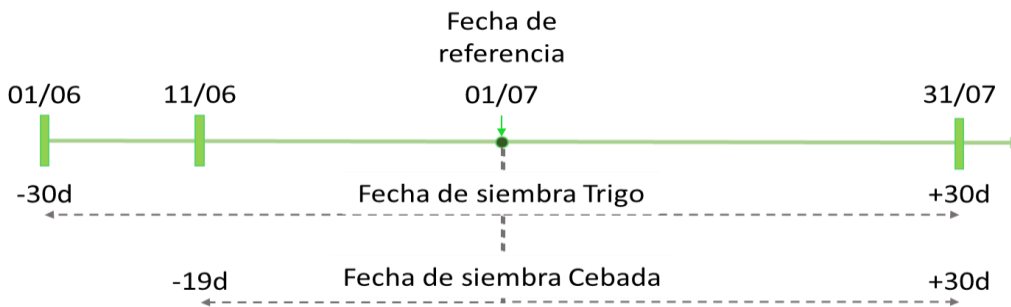 Fecha de
referencia
01/06 11/06 01/07 31/07
-30d Fecha de siembra Trigo +30d
-19d Fecha de siembra Cebada +30d